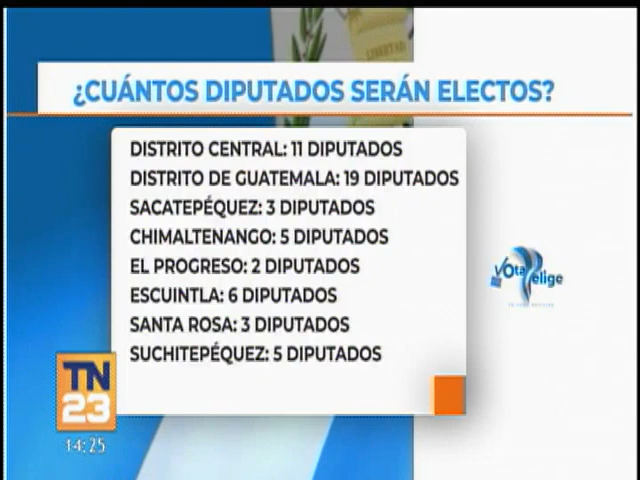 LIBERTAD
¿CUÁNTOS DIPUTADOS SERÁN ELECTOS?
DISTRITO CENTRAL: 11 DIPUTADOS
DISTRITO DE GUATEMALA: 19 DIPUTADOS
SACATEPÉQUEZ: 3 DIPUTADOS
CHIMALTENANGO: 5 DIPUTADOS
EL PROGRESO: 2 DIPUTADOS
ESCUINTLA: 6 DIPUTADOS
SANTA ROSA: 3 DIPUTADOS
SUCHITEPÉQUEZ: 5 DIPUTADOS
vota
elige
TN
23
14:25